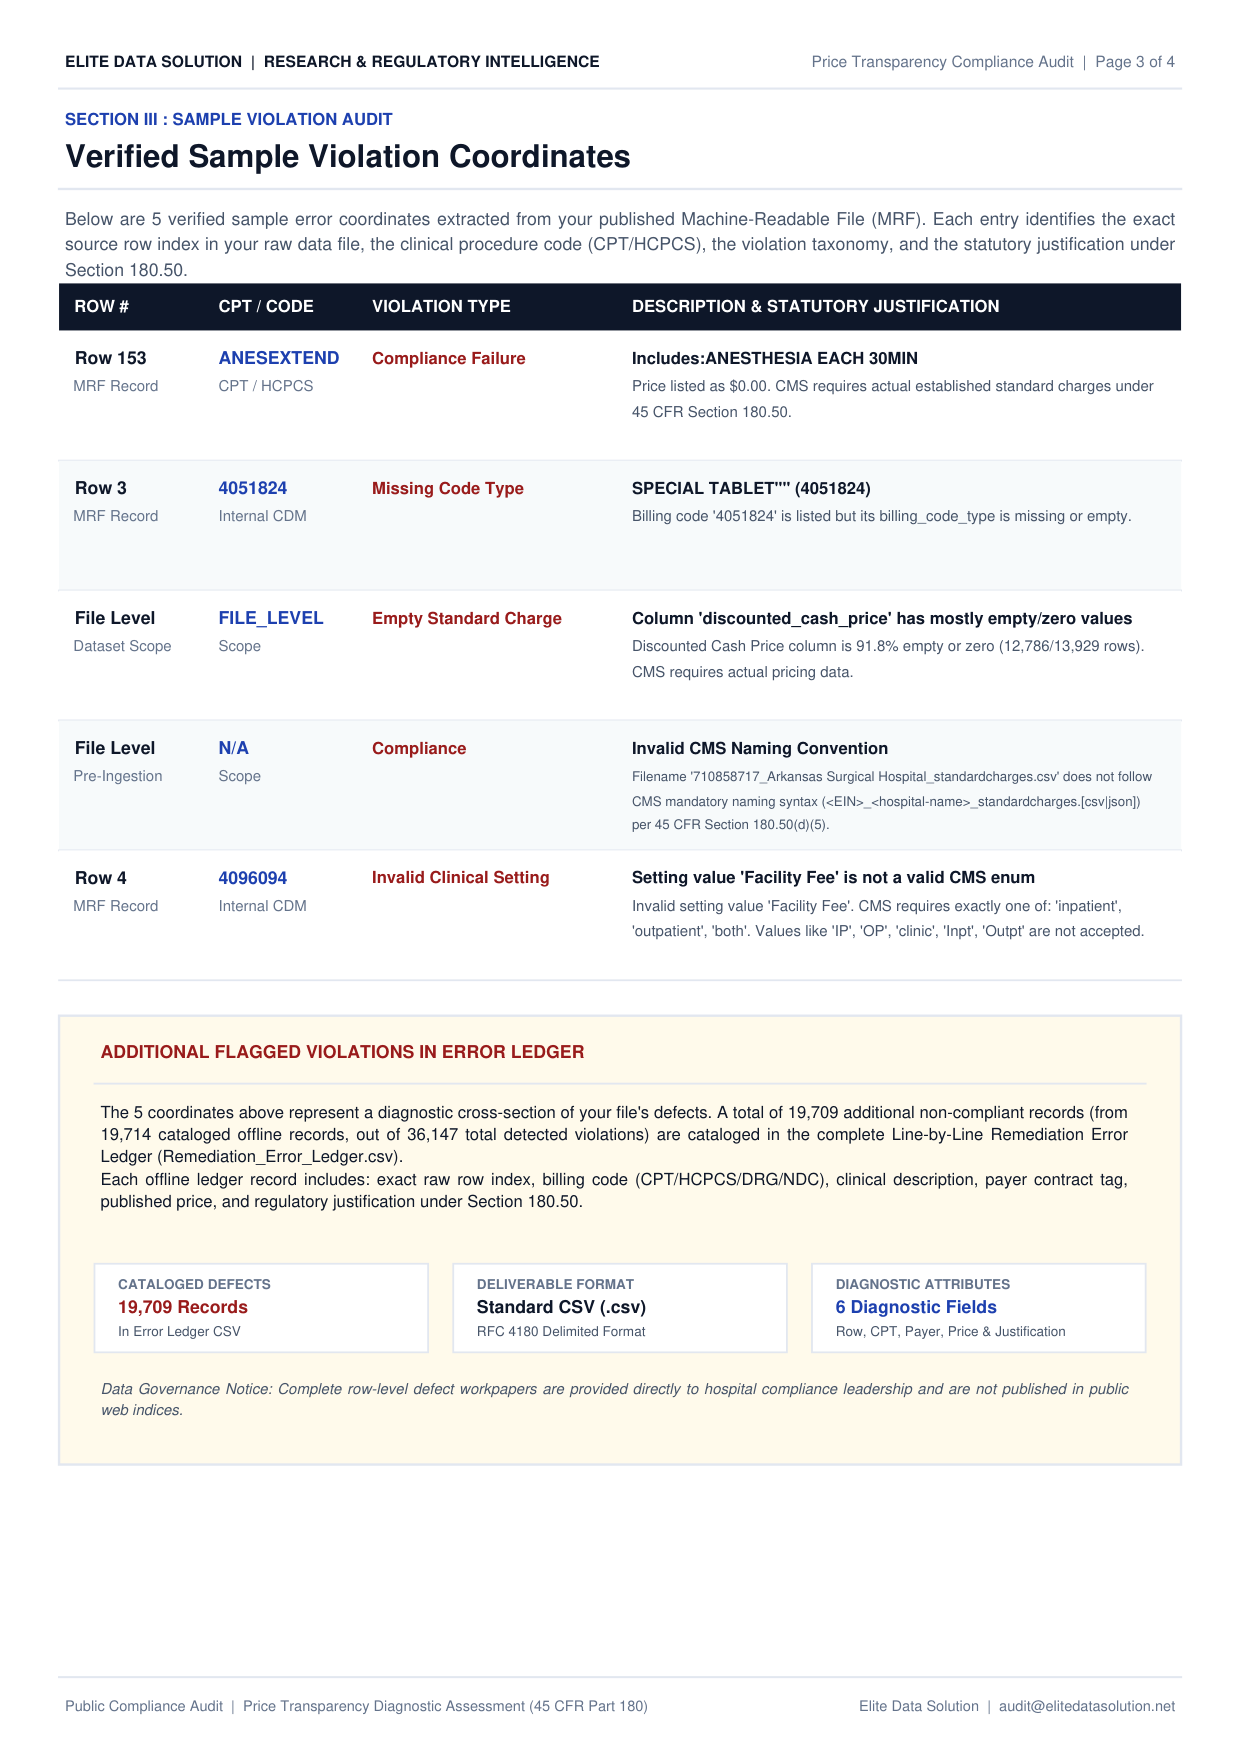 ELITE DATA SOLUTION | RESEARCH & REGULATORY INTELLIGENCE
Price Transparency Compliance Audit | Page 3 of 4
SECTION III : SAMPLE VIOLATION AUDIT
Verified Sample Violation Coordinates
Below are 5 verified sample error coordinates extracted from your published Machine-Readable File (MRF). Each entry identifies the exact
source row index in your raw data file, the clinical procedure code (CPT/HCPCS), the violation taxonomy, and the statutory justification under
Section 180.50.
ROW # CPT / CODE VIOLATION TYPE DESCRIPTION & STATUTORY JUSTIFICATION
Row 153 ANESEXTEND Compliance Failure Includes:ANESTHESIA EACH 30MIN
MRF Record CPT / HCPCS Price listed as $0.00. CMS requires actual established standard charges under
45 CFR Section 180.50.
Row 3 4051824 Missing Code Type SPECIAL TABLET"" (4051824)
MRF Record Internal CDM Billing code '4051824' is listed but its billing_code_type is missing or empty.
File Level FILE_LEVEL Empty Standard Charge Column 'discounted_cash_price' has mostly empty/zero values
Dataset Scope Scope Discounted Cash Price column is 91.8% empty or zero (12,786/13,929 rows).
CMS requires actual pricing data.
File Level N/A Compliance Invalid CMS Naming Convention
Pre-Ingestion Scope Filename '710858717_Arkansas Surgical Hospital_standardcharges.csv' does not follow
CMS mandatory naming syntax (<EIN>_<hospital-name>_standardcharges.[csv|json])
per 45 CFR Section 180.50(d)(5).
Row 4 4096094 Invalid Clinical Setting Setting value 'Facility Fee' is not a valid CMS enum
MRF Record Internal CDM Invalid setting value 'Facility Fee'. CMS requires exactly one of: 'inpatient',
'outpatient', 'both'. Values like 'IP', 'OP', 'clinic', 'Inpt', 'Outpt' are not accepted.
ADDITIONAL FLAGGED VIOLATIONS IN ERROR LEDGER
The 5 coordinates above represent a diagnostic cross-section of your file's defects. A total of 19,709 additional non-compliant records (from
19,714 cataloged offline records, out of 36,147 total detected violations) are cataloged in the complete Line-by-Line Remediation Error
Ledger (Remediation_Error_Ledger.csv).
Each offline ledger record includes: exact raw row index, billing code (CPT/HCPCS/DRG/NDC), clinical description, payer contract tag,
published price, and regulatory justification under Section 180.50.
CATALOGED DEFECTS
19,709 Records
In Error Ledger CSV
DELIVERABLE FORMAT
Standard CSV (.csv)
RFC 4180 Delimited Format
DIAGNOSTIC ATTRIBUTES
6 Diagnostic Fields
Row, CPT, Payer, Price & Justification
Data Governance Notice: Complete row-level defect workpapers are provided directly to hospital compliance leadership and are not published in public
web indices.
Public Compliance Audit | Price Transparency Diagnostic Assessment (45 CFR Part 180)
Elite Data Solution | audit@elitedatasolution.net